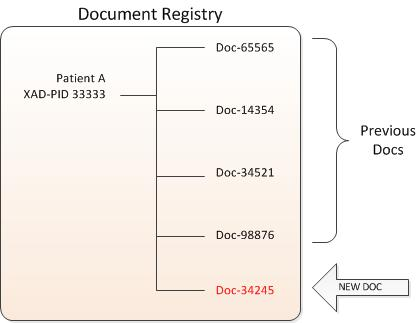 Document Registry
Patient A
XAD-PID 33333
Doc-65565
Doc-14354
Doc-34521
Doc-98876
Doc-34245
Previous
Docs
NEW DOC